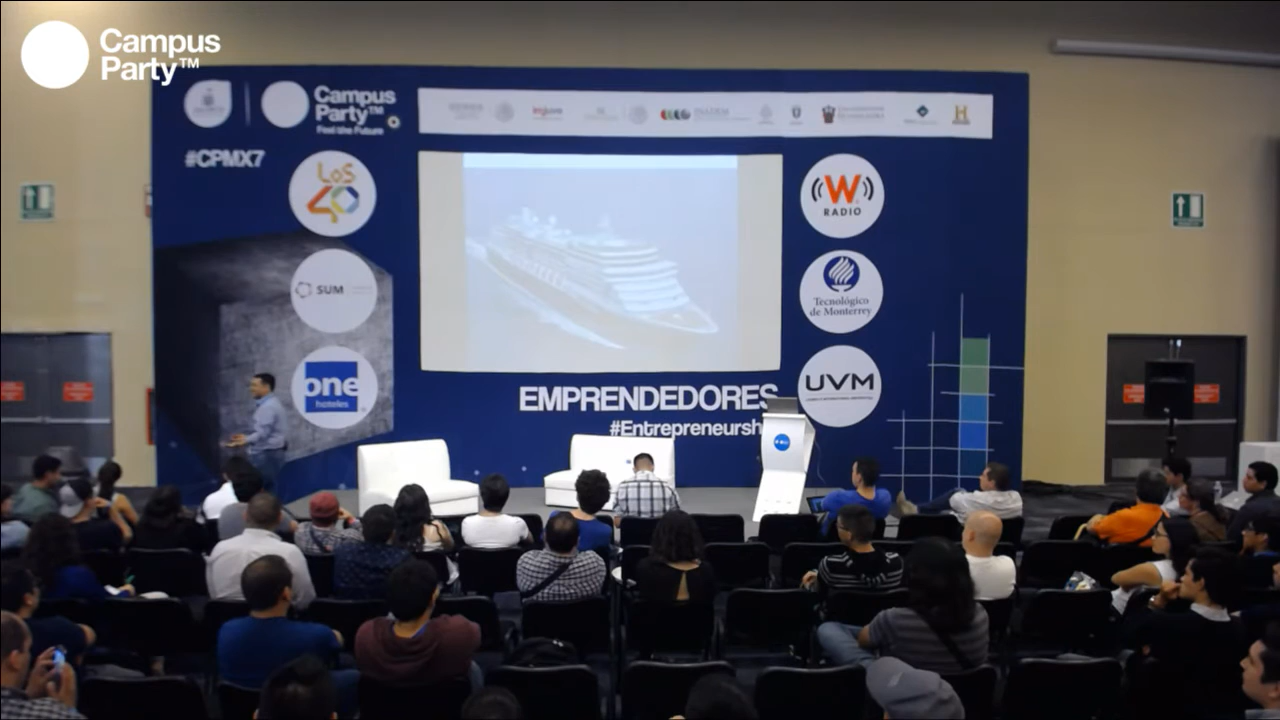 Campus
Party™
Campus
Party™
Feel the Future
#CPMX7
LOS
40
W
RADIO
SUM
Tecnológico
de Monterrey
one
hoteles
UVM
EMPRENDEDORES
#Entrepreneursh